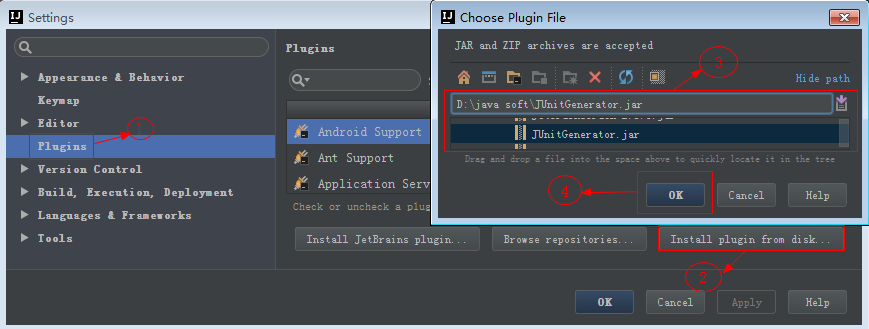 Settings
Appearance & Behavior
Keymap
Editor
Plugins
Version Control
Build, Execution, Deployment
Languages & Frameworks
Tools
Plugins
Android Support
Ant Support
Application Serv
Check or uncheck a plug
Install JetBrains plugin...
Browse repositories...
Install plugin from disk...
OK
Cancel
Apply
Help
Choose Plugin File
JAR and ZIP archives are accepted
Hide path
D:\java soft\JUnitGenerator.jar
JUnitGenerator.jar
Drag and drop a file into the space above to quickly locate it in the tree
OK
Cancel
Help
1
2
3
4